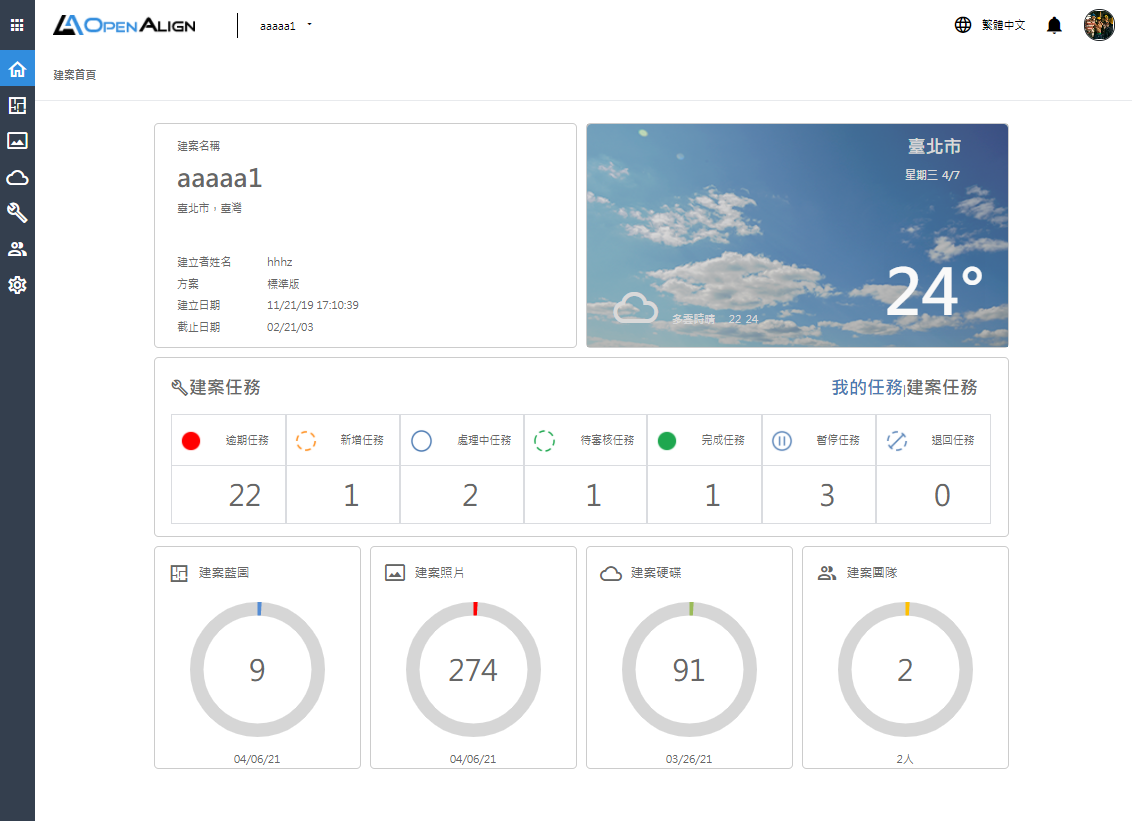 OPENALIGN
aaaaa1
繁體中文
建案首頁
建案名稱
aaaaa1
臺北市，臺灣
建立者姓名 hhhz
方案 標準版
建立日期 11/21/19 17:10:39
截止日期 02/21/03
臺北市
星期三 4/7
24°
多雲時晴 22 24
建案任務
我的任務|建案任務
逾期任務 新增任務 處理中任務 待審核任務 完成任務 暫停任務 退回任務
22 1 2 1 1 3 0
建案藍圖 建案照片 建案硬碟 建案團隊
9 274 91 2
04/06/21 04/06/21 03/26/21 2人